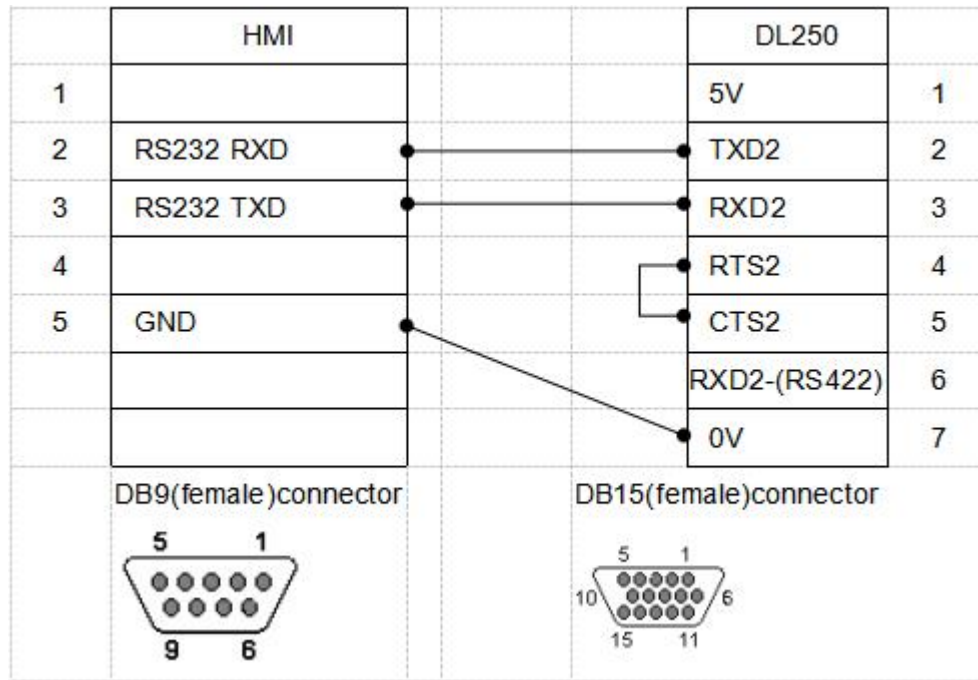 HMI DL250
1 5V 1
2 RS232 RXD TXD2 2
3 RS232 TXD RXD2 3
4 RTS2 4
5 GND CTS2 5
RXD2-(RS422) 6
0V 7
DB9(female)connector DB15(female)connector
5 1
9 6
5 1
10 6
15 11